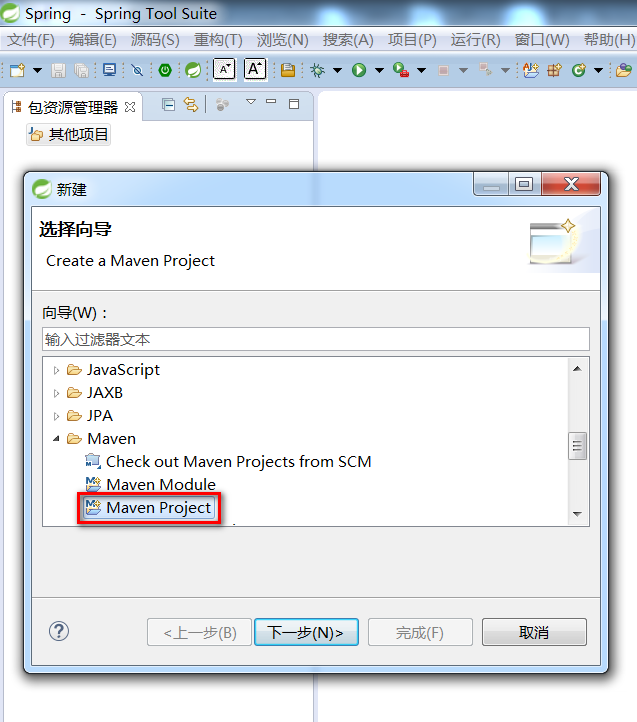 Spring - Spring Tool Suite
文件(F) 编辑(E) 源码(S) 重构(T) 浏览(N) 搜索(A) 项目(P) 运行(R) 窗口(W) 帮助(H)
包资源管理器
其他项目
新建
选择向导
Create a Maven Project
向导(W)：
输入过滤器文本
JavaScript
JAXB
JPA
Maven
Check out Maven Projects from SCM
Maven Module
Maven Project
<上一步(B) 下一步(N)> 完成(F) 取消